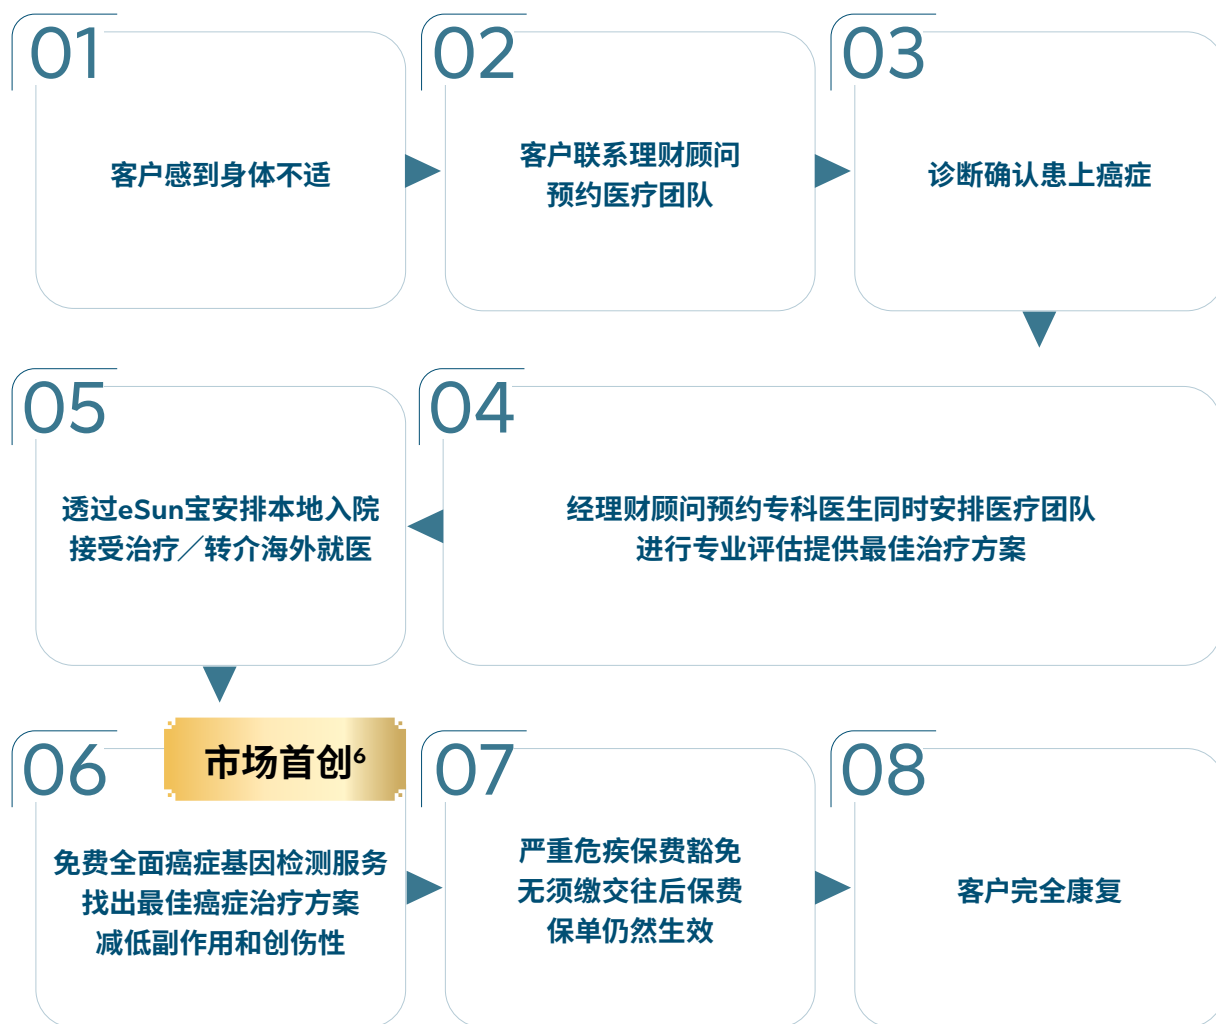 01
客户感到身体不适
02
客户联系理财顾问
预约医疗团队
03
诊断确认患上癌症
04
经理财顾问预约专科医生同时安排医疗团队
进行专业评估提供最佳治疗方案
05
透过eSun宝安排本地入院
接受治疗／转介海外就医
06
市场首创⁶
免费全面癌症基因检测服务
找出最佳癌症治疗方案
减低副作用和创伤性
07
严重危疾保费豁免
无须缴交往后保费
保单仍然生效
08
客户完全康复